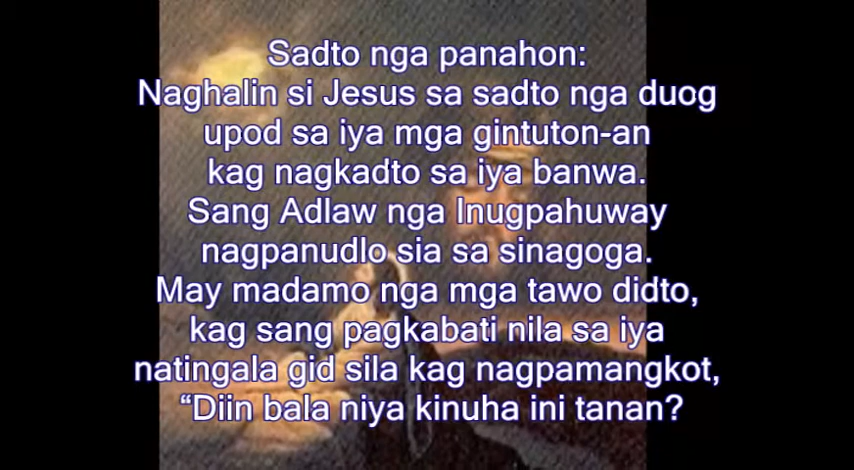 Sadto nga panahon:
Naghalin si Jesus sa sadto nga duog
upod sa iya mga gintuton-an
kag nagkadto sa iya banwa.
Sang Adlaw nga Inugpahuway
nagpanudlo sia sa sinagoga.
May madamo nga mga tawo didto,
kag sang pagkabati nila sa iya
natingala gid sila kag nagpamangkot,
“Diin bala niya kinuha ini tanan?